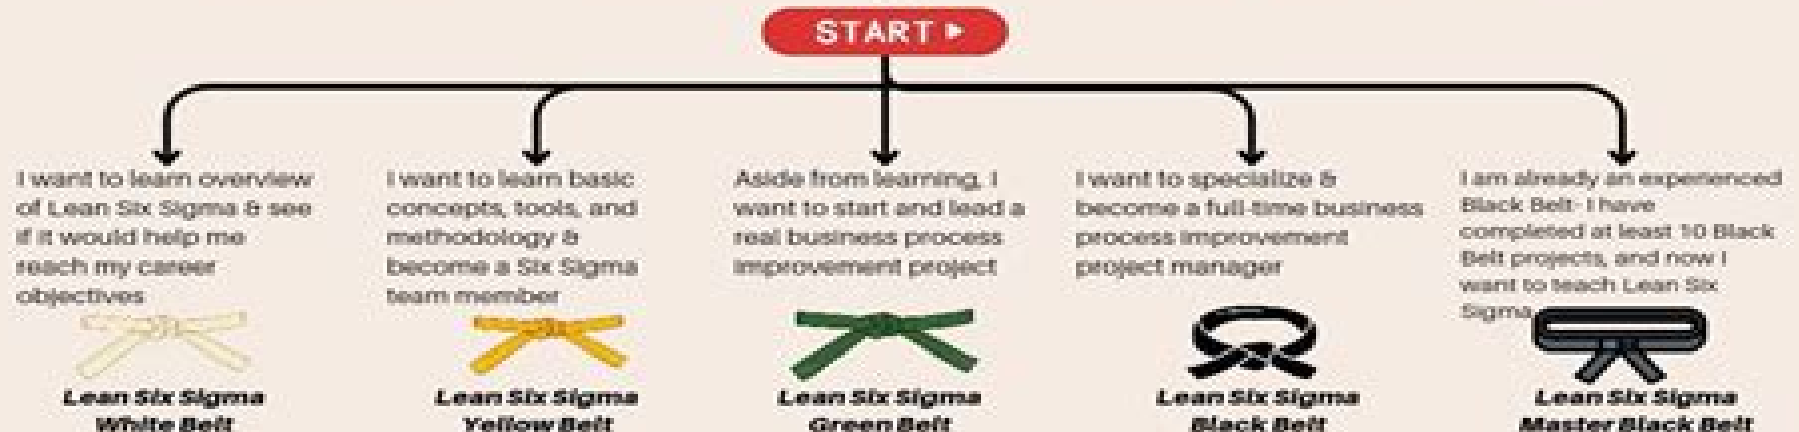 START
I want to learn overview
of Lean Six Sigma & see
if it would help me
reach my career
objectives
Lean Six Sigma
White Belt
I want to learn basic
concepts, tools, and
methodology &
become a Six Sigma
team member
Lean Six Sigma
Yellow Belt
Aside from learning, I
want to start and lead a
real business process
improvement project
Lean Six Sigma
Green Belt
I want to specialize &
become a full-time business
process improvement
project manager
Lean Six Sigma
Black Belt
I am already an experienced
Black Belt- I have
completed at least 10 Black
Belt projects, and now I
want to teach Lean Six
Sigma
Lean Six Sigma
Master Black Belt